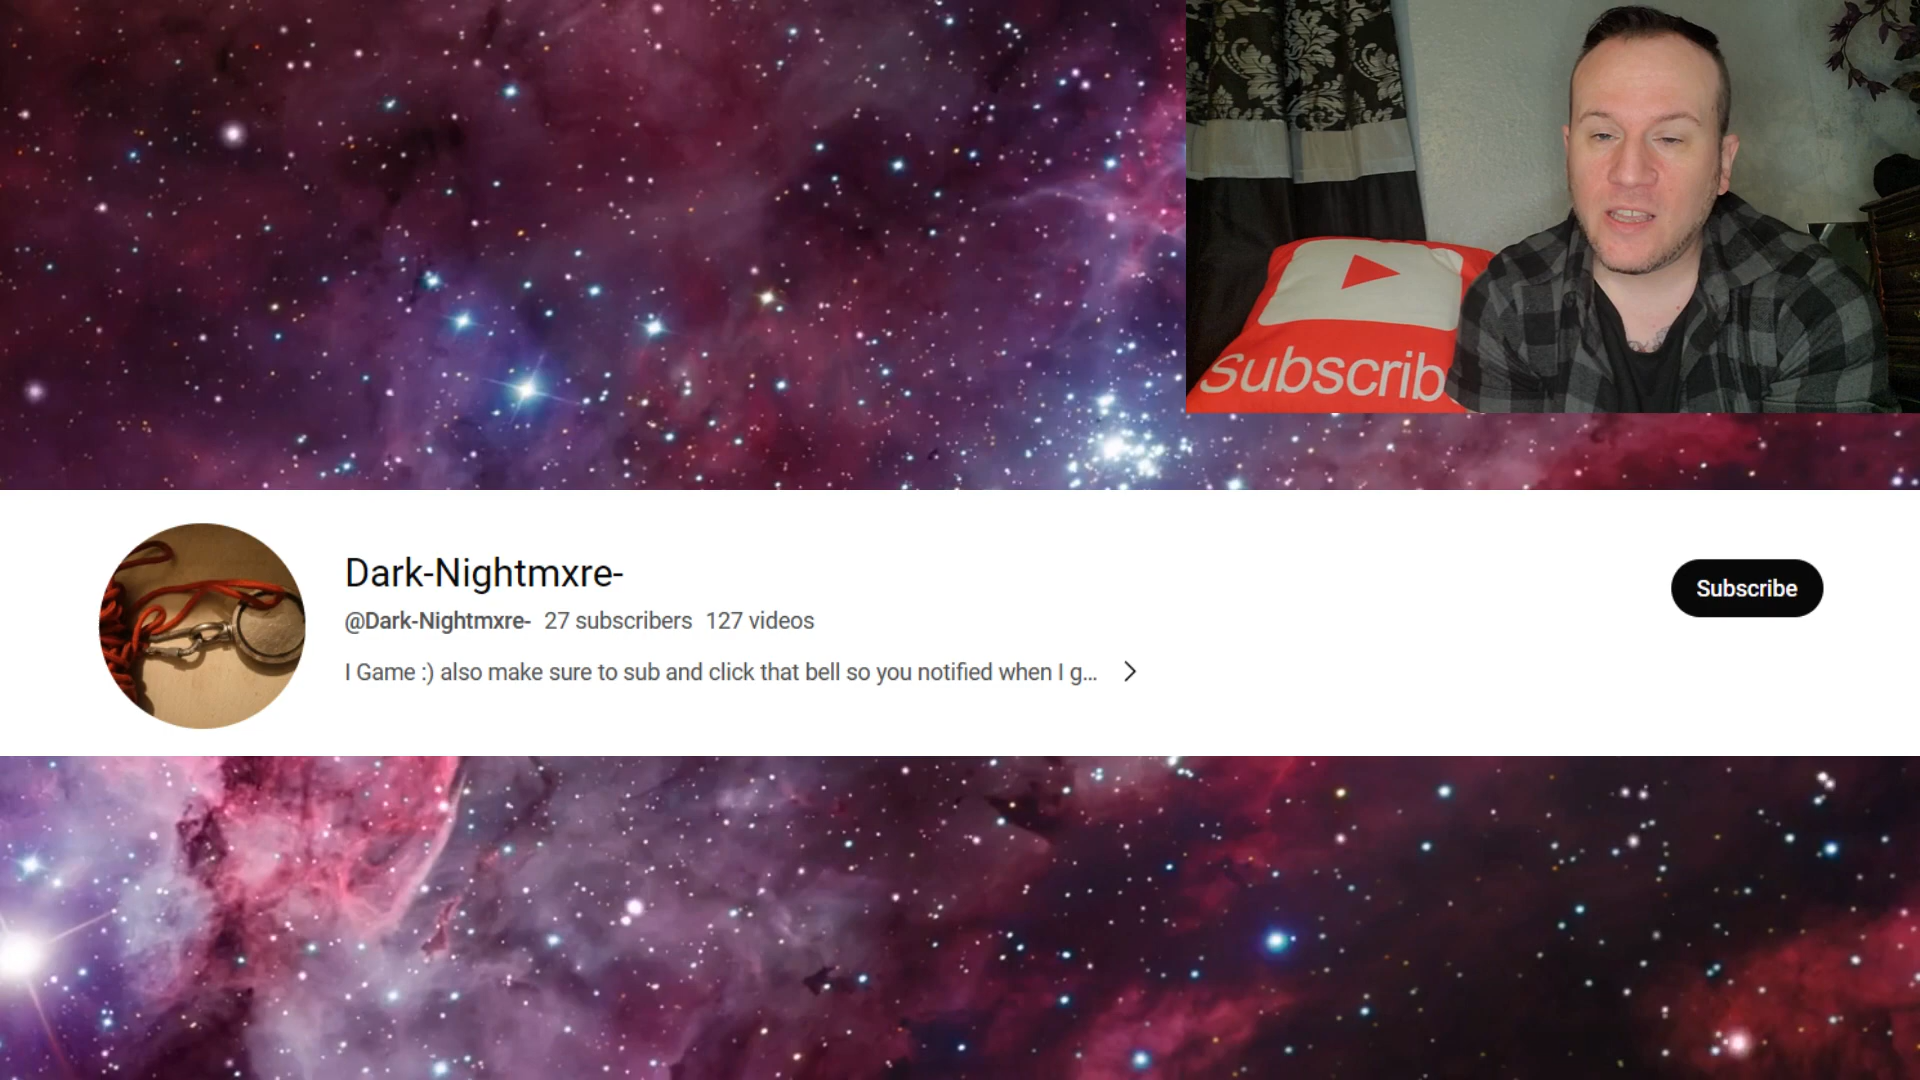 Subscrib
Dark-Nightmxre-
@Dark-Nightmxre- 27 subscribers 127 videos
I Game :) also make sure to sub and click that bell so you notified when I g...
Subscribe